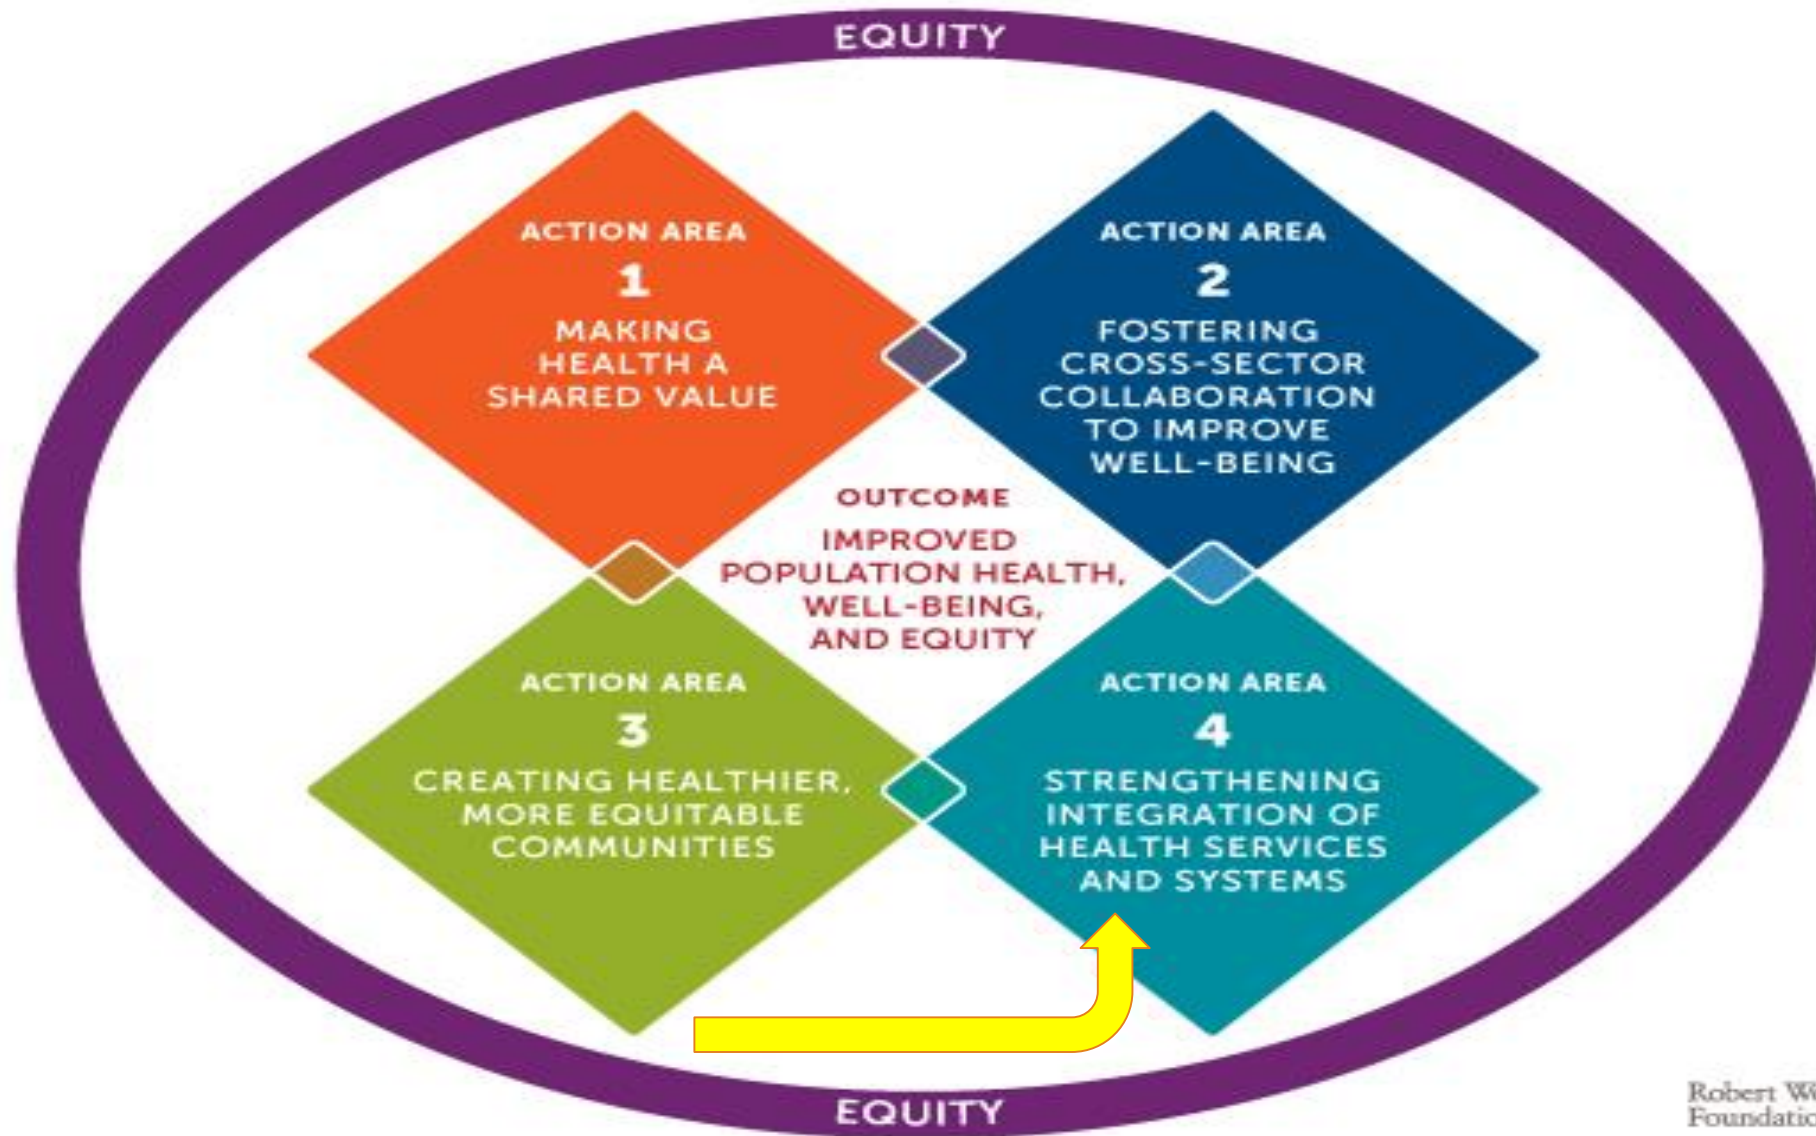 EQUITY
ACTION AREA
1
MAKING
HEALTH A
SHARED VALUE
ACTION AREA
2
FOSTERING
CROSS-SECTOR
COLLABORATION
TO IMPROVE
WELL-BEING
OUTCOME
IMPROVED
POPULATION HEALTH,
WELL-BEING,
AND EQUITY
ACTION AREA
3
CREATING HEALTHIER,
MORE EQUITABLE
COMMUNITIES
ACTION AREA
4
STRENGTHENING
INTEGRATION OF
HEALTH SERVICES
AND SYSTEMS
EQUITY
Robert